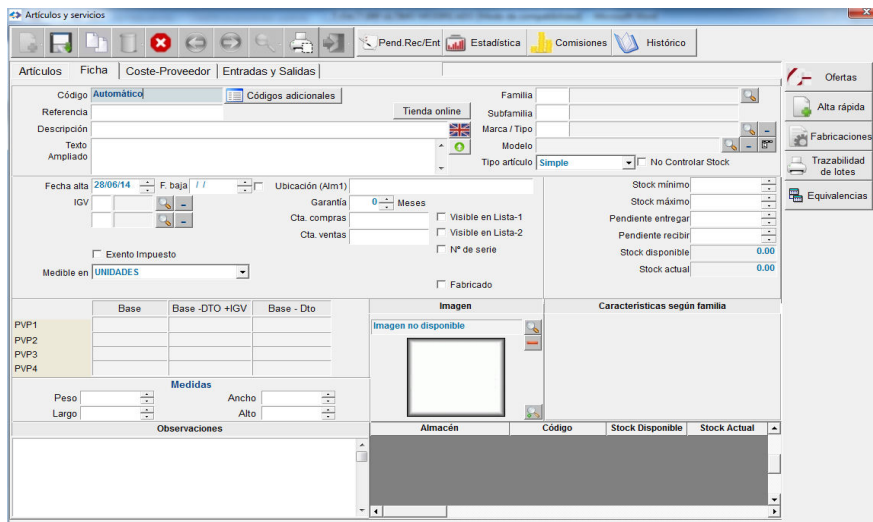 Artículos y servicios
Pend.Rec/Ent Estadística Comisiones Histórico
Artículos Ficha Coste-Proveedor Entradas y Salidas
Ofertas
Alta rápida
Fabricaciones
Trazabilidad de lotes
Equivalencias
Código Automático Códigos adicionales
Referencia Tienda online
Descripción
Texto Ampliado
Familia
Subfamilia
Marca / Tipo
Modelo
Tipo artículo Simple No Controlar Stock
Fecha alta 28/06/14 F. baja / / Ubicación (Alm1)
IGV Garantía 0 Meses
Cta. compras Visible en Lista-1
Cta. ventas Visible en Lista-2
Nº de serie
Exento Impuesto
Medible en UNIDADES
Fabricado
Stock mínimo
Stock máximo
Pendiente entregar
Pendiente recibir
Stock disponible 0.00
Stock actual 0.00
Base Base -DTO +IGV Base - Dto
PVP1
PVP2
PVP3
PVP4
Imagen
Imagen no disponible
Caracteristicas según familia
Medidas
Peso Ancho
Largo Alto
Observaciones
Almacén Código Stock Disponible Stock Actual